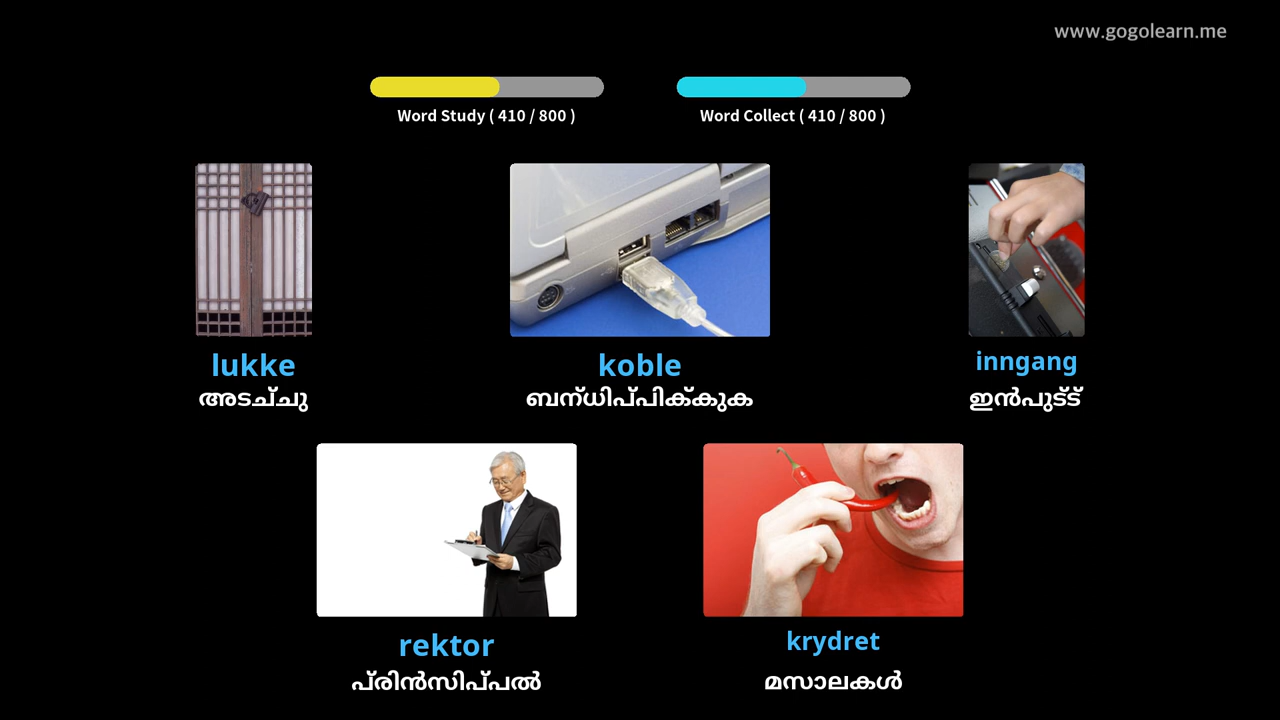 www.gogolearn.me
Word Study ( 410 / 800 )
Word Collect ( 410 / 800 )
lukke
അടച്ചു
koble
ബന്ധിപ്പിക്കുക
inngang
ഇൻപുട്ട്
rektor
പ്രിൻസിപ്പൽ
krydret
മസാലകൾ